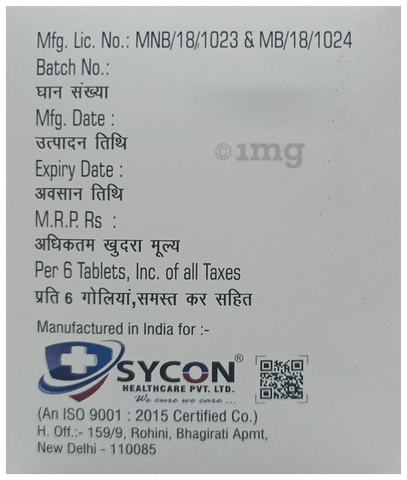 Mfg. Lic. No.: MNB/18/1023 & MB/18/1024
Batch No.:
घान संख्या
Mfg. Date :
उत्पादन तिथि
©1mg
Expiry Date :
अवसान तिथि
M.R.P. Rs :
अधिकतम खुदरा मूल्य
Per 6 Tablets, Inc. of all Taxes
प्रति 6 गोलियां,समस्त कर सहित
Manufactured in India for :-
SYCON®
HEALTHCARE PVT. LTD.
We cure we care ...
(An ISO 9001 : 2015 Certified Co.)
H. Off.:- 159/9, Rohini, Bhagirati Apmt,
New Delhi - 110085